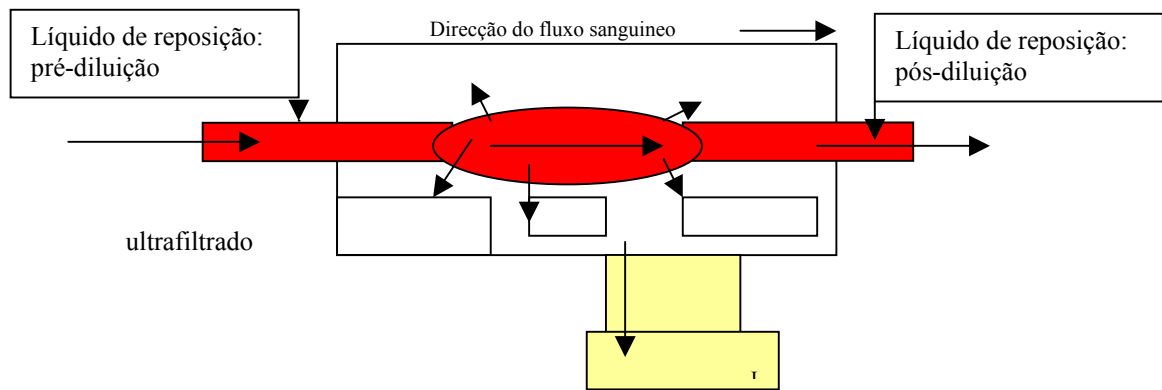 Líquido de reposição:
pré-diluição
Direcção do fluxo sanguineo
Líquido de reposição:
pós-diluição
ultrafiltrado